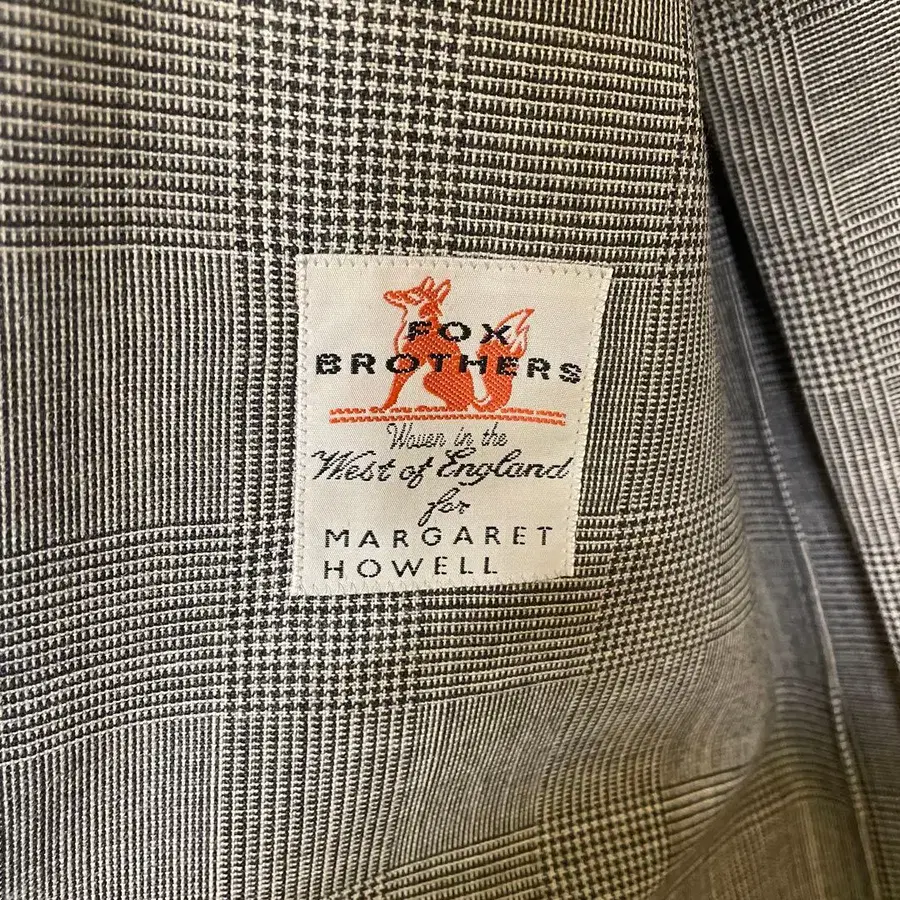 FOX
BROTHERS
Woven in the
West of England
for
MARGARET
HOWELL